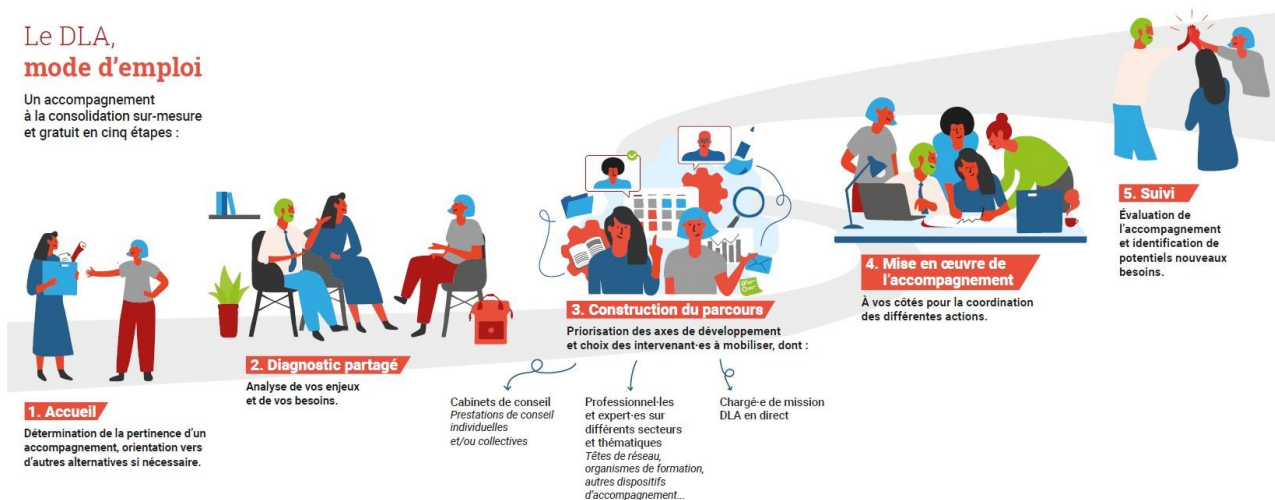 Le DLA,
mode d'emploi
Un accompagnement
à la consolidation sur-mesure
et gratuit en cinq étapes :
1. Accueil
Détermination de la pertinence d'un
accompagnement, orientation vers
d'autres alternatives si nécessaire.
2. Diagnostic partagé
Analyse de vos enjeux
et de vos besoins.
3. Construction du parcours
Priorisation des axes de développement
et choix des intervenant·es à mobiliser, dont :
Cabinets de conseil
Prestations de conseil
individuelles
et/ou collectives
Professionnel·les
et expert·es sur
différents secteurs
et thématiques
Têtes de réseau,
organismes de formation,
autres dispositifs
d'accompagnement...
Chargé·e de mission
DLA en direct
4. Mise en œuvre de
l'accompagnement
À vos côtés pour la coordination
des différentes actions.
5. Suivi
Évaluation de
l'accompagnement
et identification de
potentiels nouveaux
besoins.